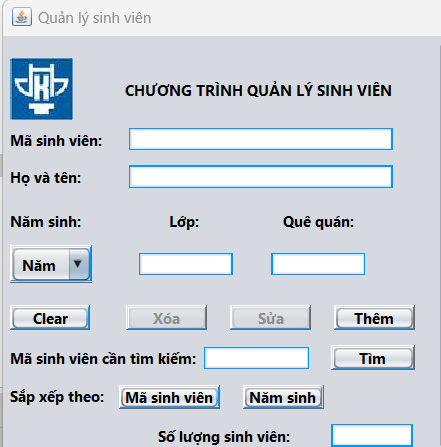 Quản lý sinh viên
CHƯƠNG TRÌNH QUẢN LÝ SINH VIÊN
Mã sinh viên:
Họ và tên:
Năm sinh: Lớp: Quê quán:
Năm
Clear Xóa Sửa Thêm
Mã sinh viên cần tìm kiếm: Tìm
Sắp xếp theo: Mã sinh viên Năm sinh
Số lượng sinh viên: